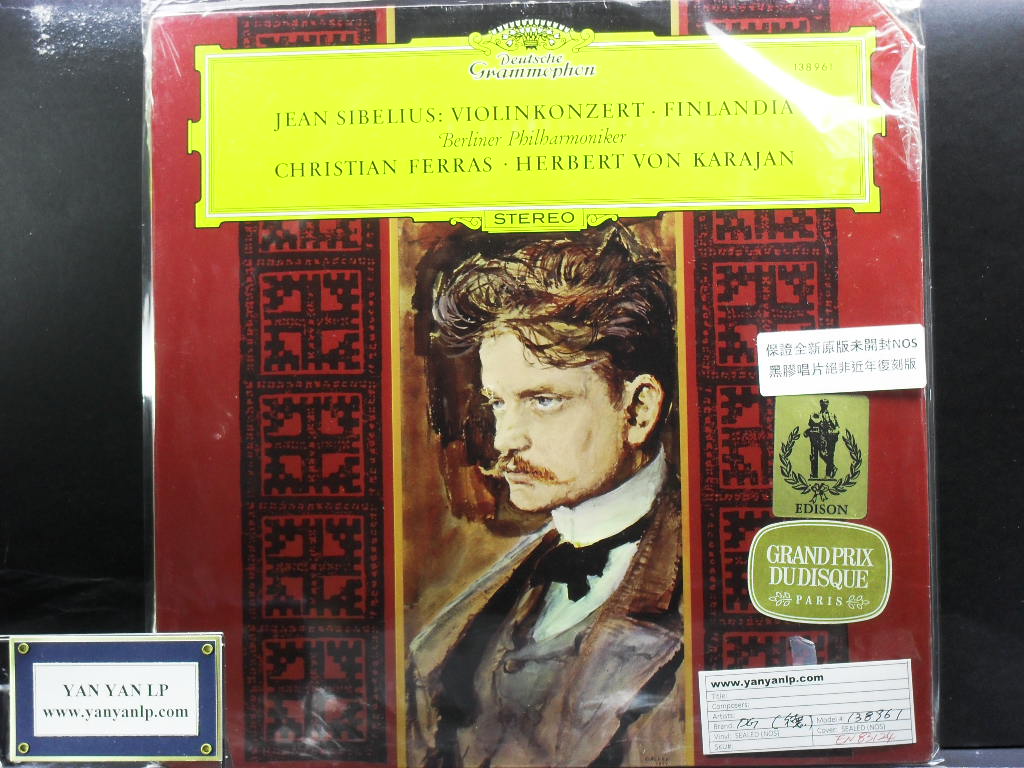 Deutsche
Grammophon
138961
JEAN SIBELIUS: VIOLINKONZERT · FINLANDIA
Berliner Philharmoniker
CHRISTIAN FERRAS · HERBERT VON KARAJAN
STEREO
保證全新原版未開封NOS
黑膠唱片絕非近年復刻版
EDISON
GRAND PRIX
DU DISQUE
PARIS
YAN YAN LP
www.yanyanlp.com
www.yanyanlp.com
Title:
Composers:
Artists:
Brand: DG Model #: 138961
Vinyl: SEALED (NOS) Cover: SEALED (NOS)
SKU#: